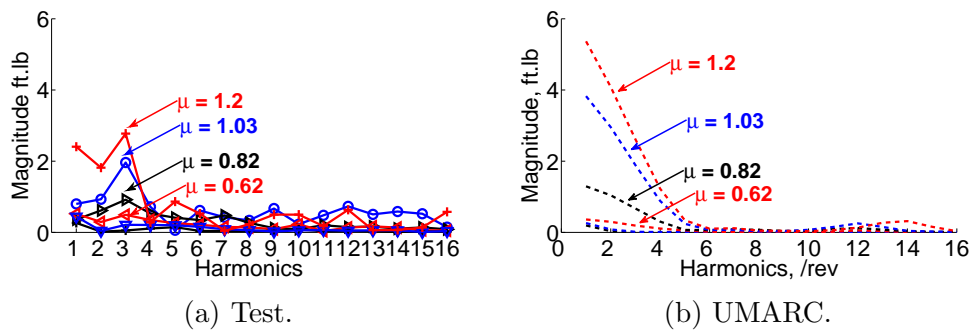 Magnitude ft.lb
6
4
2
0
μ = 1.2
μ = 1.03
μ = 0.82
μ = 0.62
1 2 3 4 5 6 7 8 9 10 11 12 13 14 15 16
Harmonics
(a) Test.
Magnitude, ft.lb
6
4
2
0
μ = 1.2
μ = 1.03
μ = 0.82
μ = 0.62
0 2 4 6 8 10 12 14 16
Harmonics, /rev
(b) UMARC.